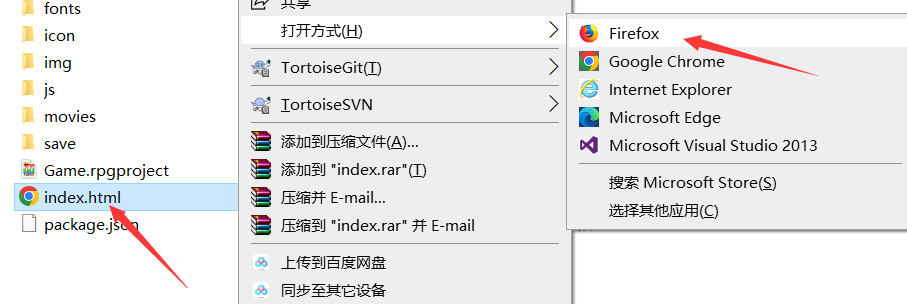 fonts
icon
img
js
movies
save
Game.rpgproject
index.html
package.json
共享
打开方式(H)
TortoiseGit(T)
TortoiseSVN
添加到压缩文件(A)...
添加到 "index.rar"(T)
压缩并 E-mail...
压缩到 "index.rar" 并 E-mail
上传到百度网盘
同步至其它设备
Firefox
Google Chrome
Internet Explorer
Microsoft Edge
Microsoft Visual Studio 2013
搜索 Microsoft Store(S)
选择其他应用(C)